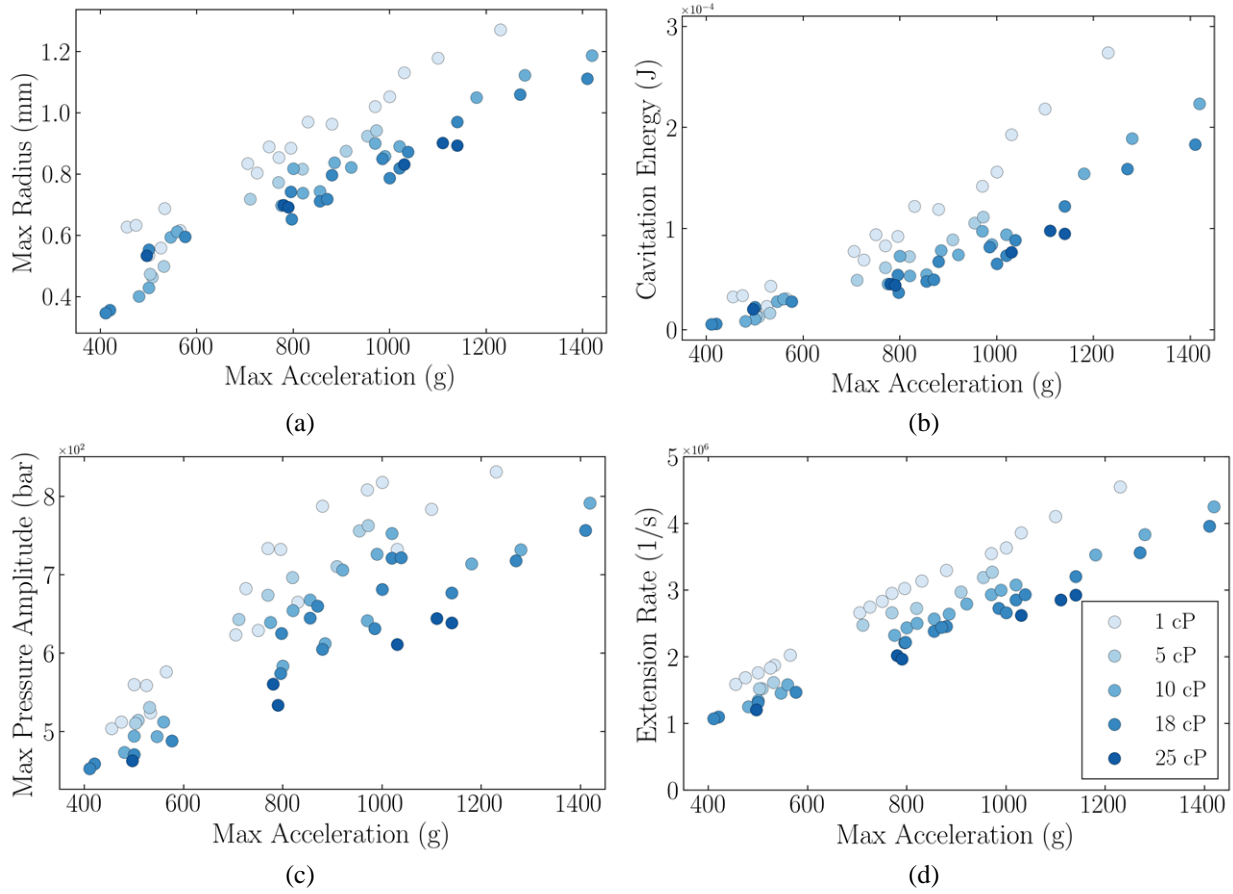 1.2
1.0
0.8
0.6
0.4
Max Radius (mm)
400 600 800 1000 1200 1400
Max Acceleration (g)
(a)
×10⁻⁴
3
2
1
0
Cavitation Energy (J)
400 600 800 1000 1200 1400
Max Acceleration (g)
(b)
×10²
8
7
6
5
Max Pressure Amplitude (bar)
400 600 800 1000 1200 1400
Max Acceleration (g)
(c)
×10⁶
5
4
3
2
1
0
Extension Rate (1/s)
1 cP
5 cP
10 cP
18 cP
25 cP
400 600 800 1000 1200 1400
Max Acceleration (g)
(d)